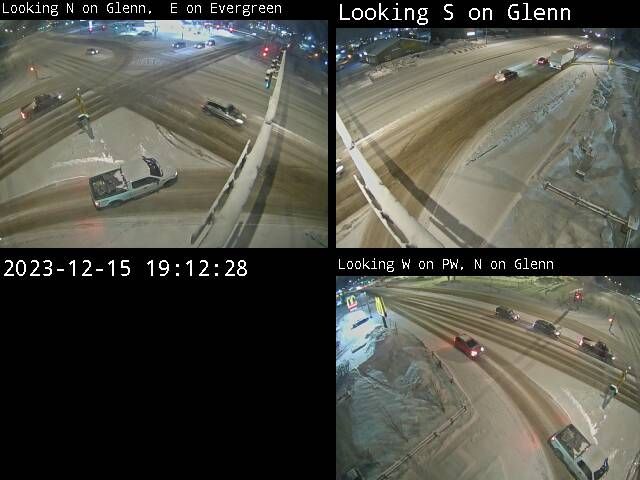 Looking N on Glenn,  E on Evergreen
Looking S on Glenn
2023-12-15 19:12:28
Looking W on PW, N on Glenn